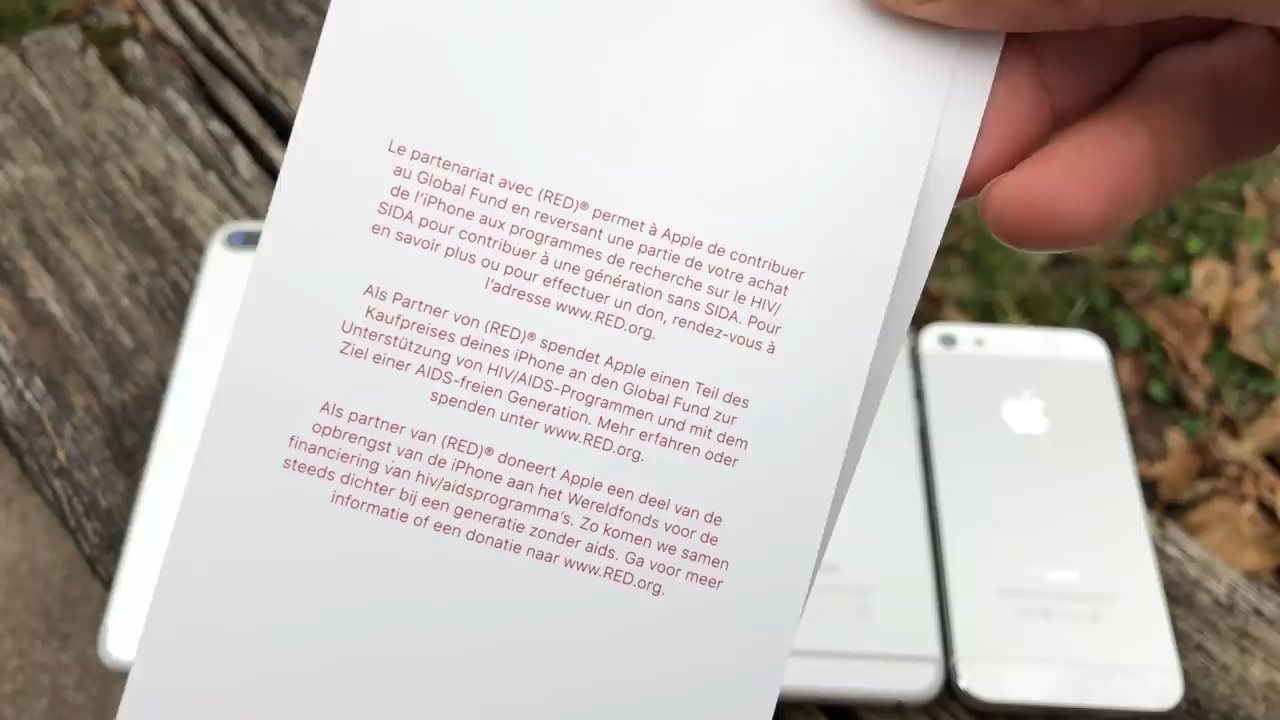 Le partenariat avec (RED)® permet à Apple de contribuer
au Global Fund en reversant une partie de votre achat
de l'iPhone aux programmes de recherche sur le HIV/
SIDA pour contribuer à une génération sans SIDA. Pour
en savoir plus ou pour effectuer un don, rendez-vous à
l'adresse www.RED.org.
Als Partner von (RED)® spendet Apple einen Teil des
Kaufpreises deines iPhone an den Global Fund zur
Unterstützung von HIV/AIDS-Programmen und mit dem
Ziel einer AIDS-freien Generation. Mehr erfahren oder
spenden unter www.RED.org.
Als partner van (RED)® doneert Apple een deel van de
opbrengst van de iPhone aan het Wereldfonds voor de
financiering van hiv/aidsprogramma's. Zo komen we samen
steeds dichter bij een generatie zonder aids. Ga voor meer
informatie of een donatie naar www.RED.org.